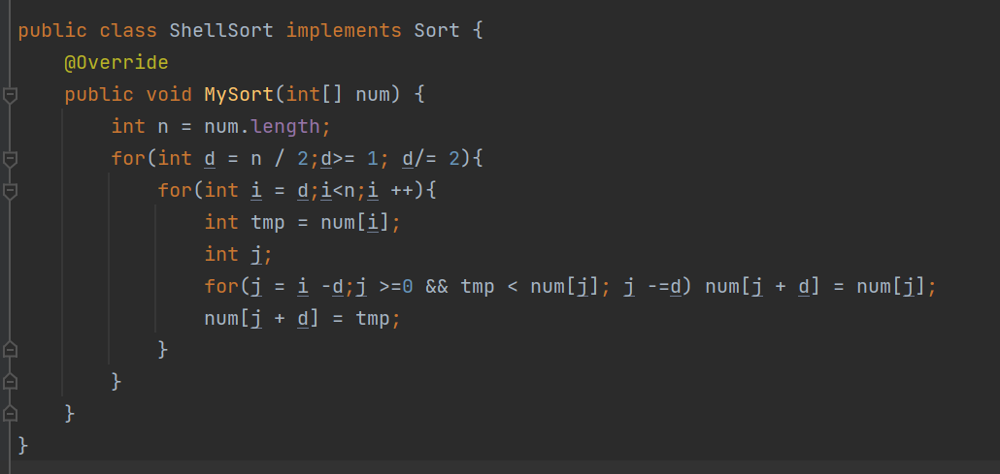 public class ShellSort implements Sort {
    @Override
    public void MySort(int[] num) {
        int n = num.length;
        for(int d = n / 2;d>= 1; d/= 2){
            for(int i = d;i<n;i ++){
                int tmp = num[i];
                int j;
                for(j = i -d;j >=0 && tmp < num[j]; j -=d) num[j + d] = num[j];
                num[j + d] = tmp;
            }
        }
    }
}